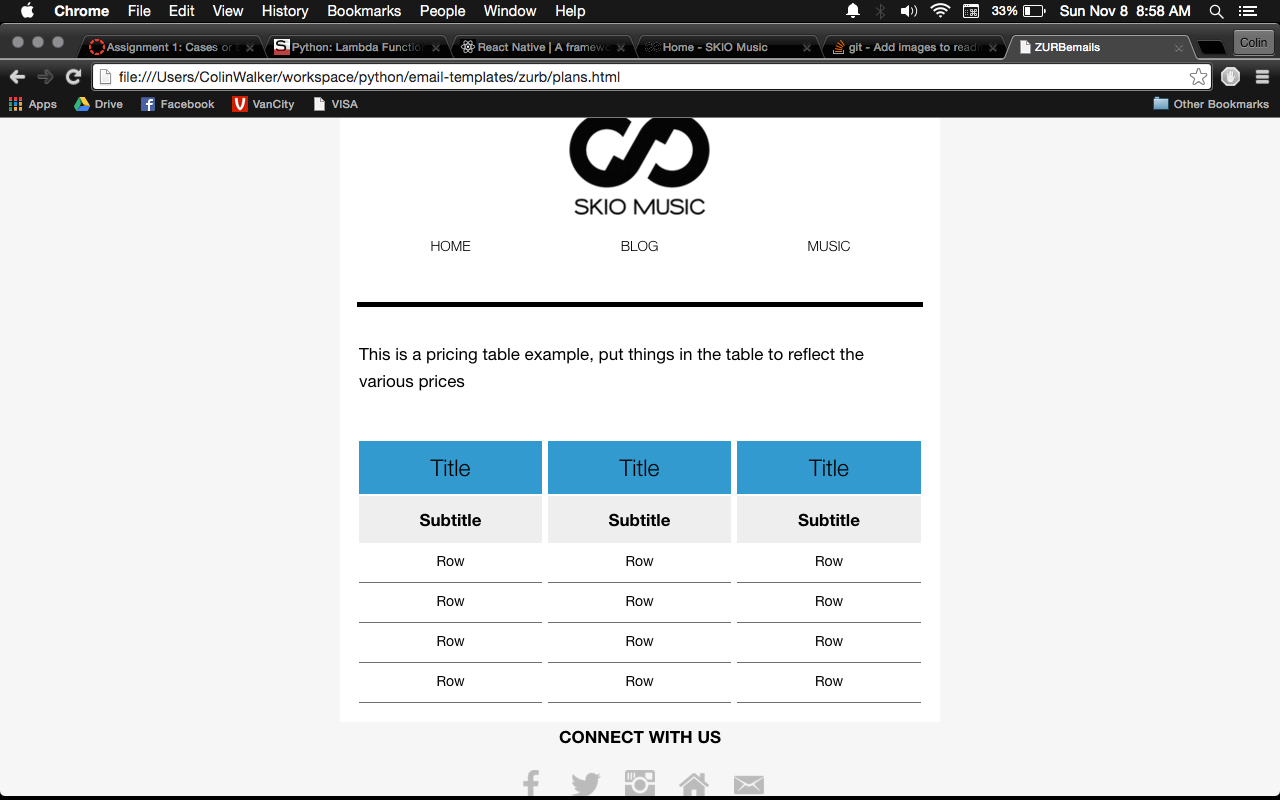 Chrome File Edit View History Bookmarks People Window Help 33% Sun Nov 8 8:58 AM
Assignment 1: Cases or Python: Lambda Functio React Native | A framew Home - SKIO Music git - Add images to read ZURBemails Colin
file:///Users/ColinWalker/workspace/python/email-templates/zurb/plans.html
Apps Drive Facebook VanCity VISA Other Bookmarks
SKIO MUSIC
HOME BLOG MUSIC
This is a pricing table example, put things in the table to reflect the
various prices
Title Title Title
Subtitle Subtitle Subtitle
Row Row Row
Row Row Row
Row Row Row
Row Row Row
CONNECT WITH US